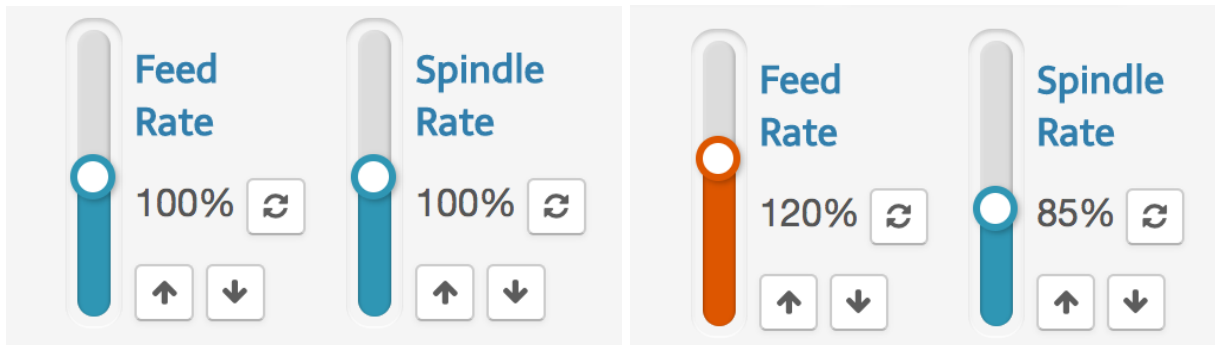 Feed
Rate
100%
Spindle
Rate
100%
Feed
Rate
120%
Spindle
Rate
85%